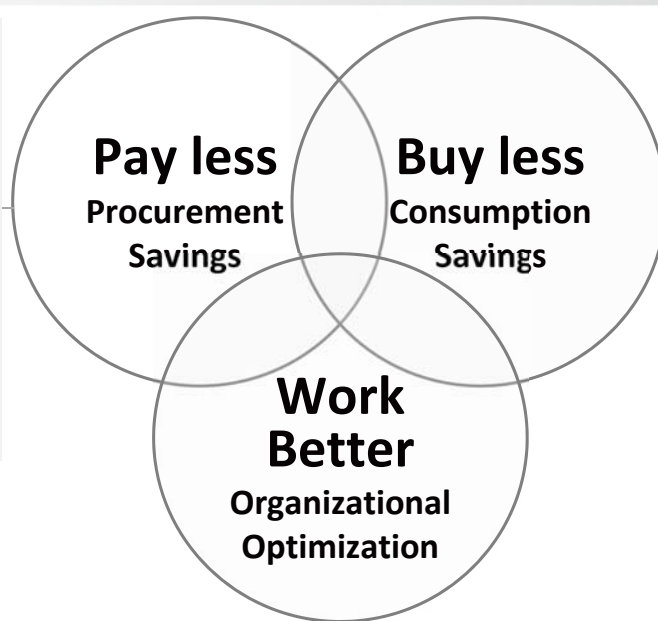 Pay less
Procurement
Savings
Buy less
Consumption
Savings
Work
Better
Organizational
Optimization